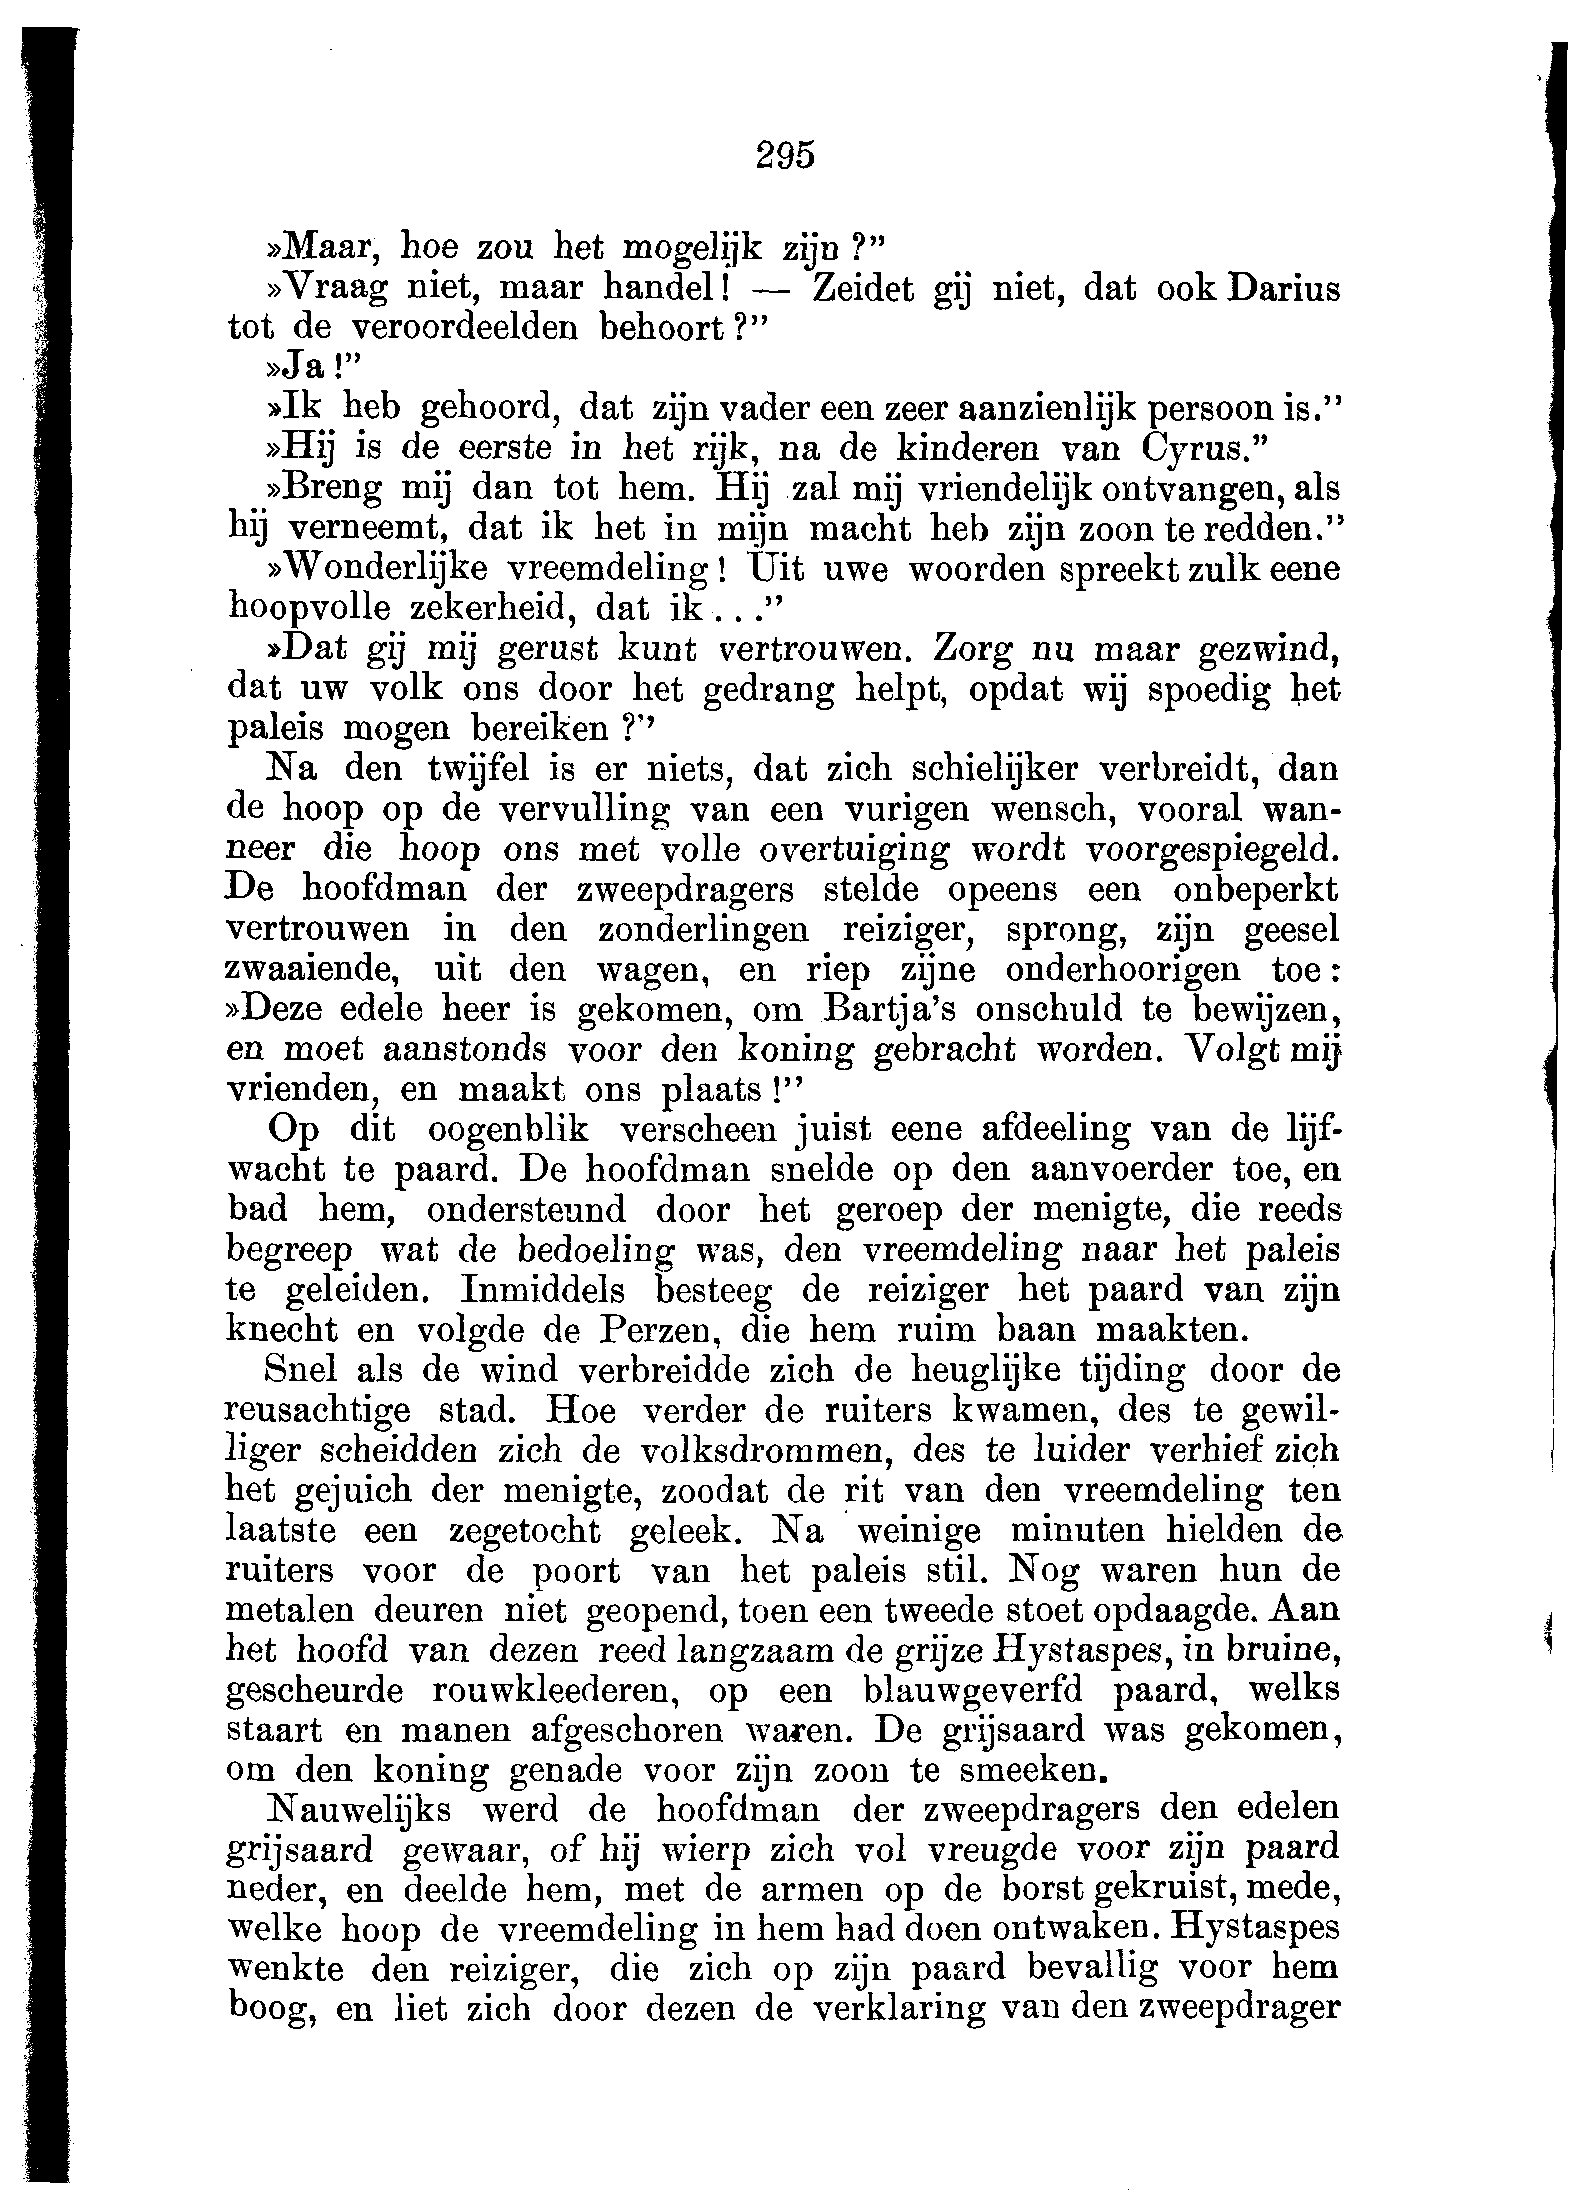 295
»Maar, hoe zou het mogelijk zijn ?”
»Vraag niet, maar handel! — Zeidet gij niet, dat ook Darius
tot de veroordeelden behoort?”
»Ja!”
»Ik heb gehoord, dat zijn vader een zeer aanzienlijk persoon is.”
»Hij is de eerste in het rijk, na de kinderen van Cyrus.”
»Breng mij dan tot hem. Hij zal mij vriendelijk ontvangen, als
hij verneemt, dat ik het in mijn macht heb zijn zoon te redden.”
»Wonderlijke vreemdeling! Uit uwe woorden spreekt zulk eene
hoopvolle zekerheid, dat ik...”
»Dat gij mij gerust kunt vertrouwen. Zorg nu maar gezwind,
dat uw volk ons door het gedrang helpt, opdat wij spoedig het
paleis mogen bereiken ?”
Na den twijfel is er niets, dat zich schielijker verbreidt, dan
de hoop op de vervulling van een vurigen wensch, vooral wan-
neer die hoop ons met volle overtuiging wordt voorgespiegeld.
De hoofdman der zweepdragers stelde opeens een onbeperkt
vertrouwen in den zonderlingen reiziger, sprong, zijn geesel
zwaaiende, uit den wagen, en riep zijne onderhoorigen toe:
»Deze edele heer is gekomen, om Bartja’s onschuld te bewijzen,
en moet aanstonds voor den koning gebracht worden. Volgt mij
vrienden, en maakt ons plaats!”
Op dit oogenblik verscheen juist eene afdeeling van de lijf-
wacht te paard. De hoofdman snelde op den aanvoerder toe, en
bad hem, ondersteund door het geroep der menigte, die reeds
begreep wat de bedoeling was, den vreemdeling naar het paleis
te geleiden. Inmiddels besteeg de reiziger het paard van zijn
knecht en volgde de Perzen, die hem ruim baan maakten.
Snel als de wind verbreidde zich de heuglijke tijding door de
reusachtige stad. Hoe verder de ruiters kwamen, des te gewil-
liger scheidden zich de volksdrommen, des te luider verhief zich
het gejuich der menigte, zoodat de rit van den vreemdeling ten
laatste een zegetocht geleek. Na weinige minuten hielden de
ruiters voor de poort van het paleis stil. Nog waren hun de
metalen deuren niet geopend, toen een tweede stoet opdaagde. Aan
het hoofd van dezen reed langzaam de grijze Hystaspes, in bruine,
gescheurde rouwkleederen, op een blauwgeverfd paard, welks
staart en manen afgeschoren waren. De grijsaard was gekomen,
om den koning genade voor zijn zoon te smeeken.
Nauwelijks werd de hoofdman der zweepdragers den edelen
grijsaard gewaar, of hij wierp zich vol vreugde voor zijn paard
neder, en deelde hem, met de armen op de borst gekruist, mede,
welke hoop de vreemdeling in hem had doen ontwaken. Hystaspes
wenkte den reiziger, die zich op zijn paard bevallig voor hem
boog, en liet zich door dezen de verklaring van den zweepdrager